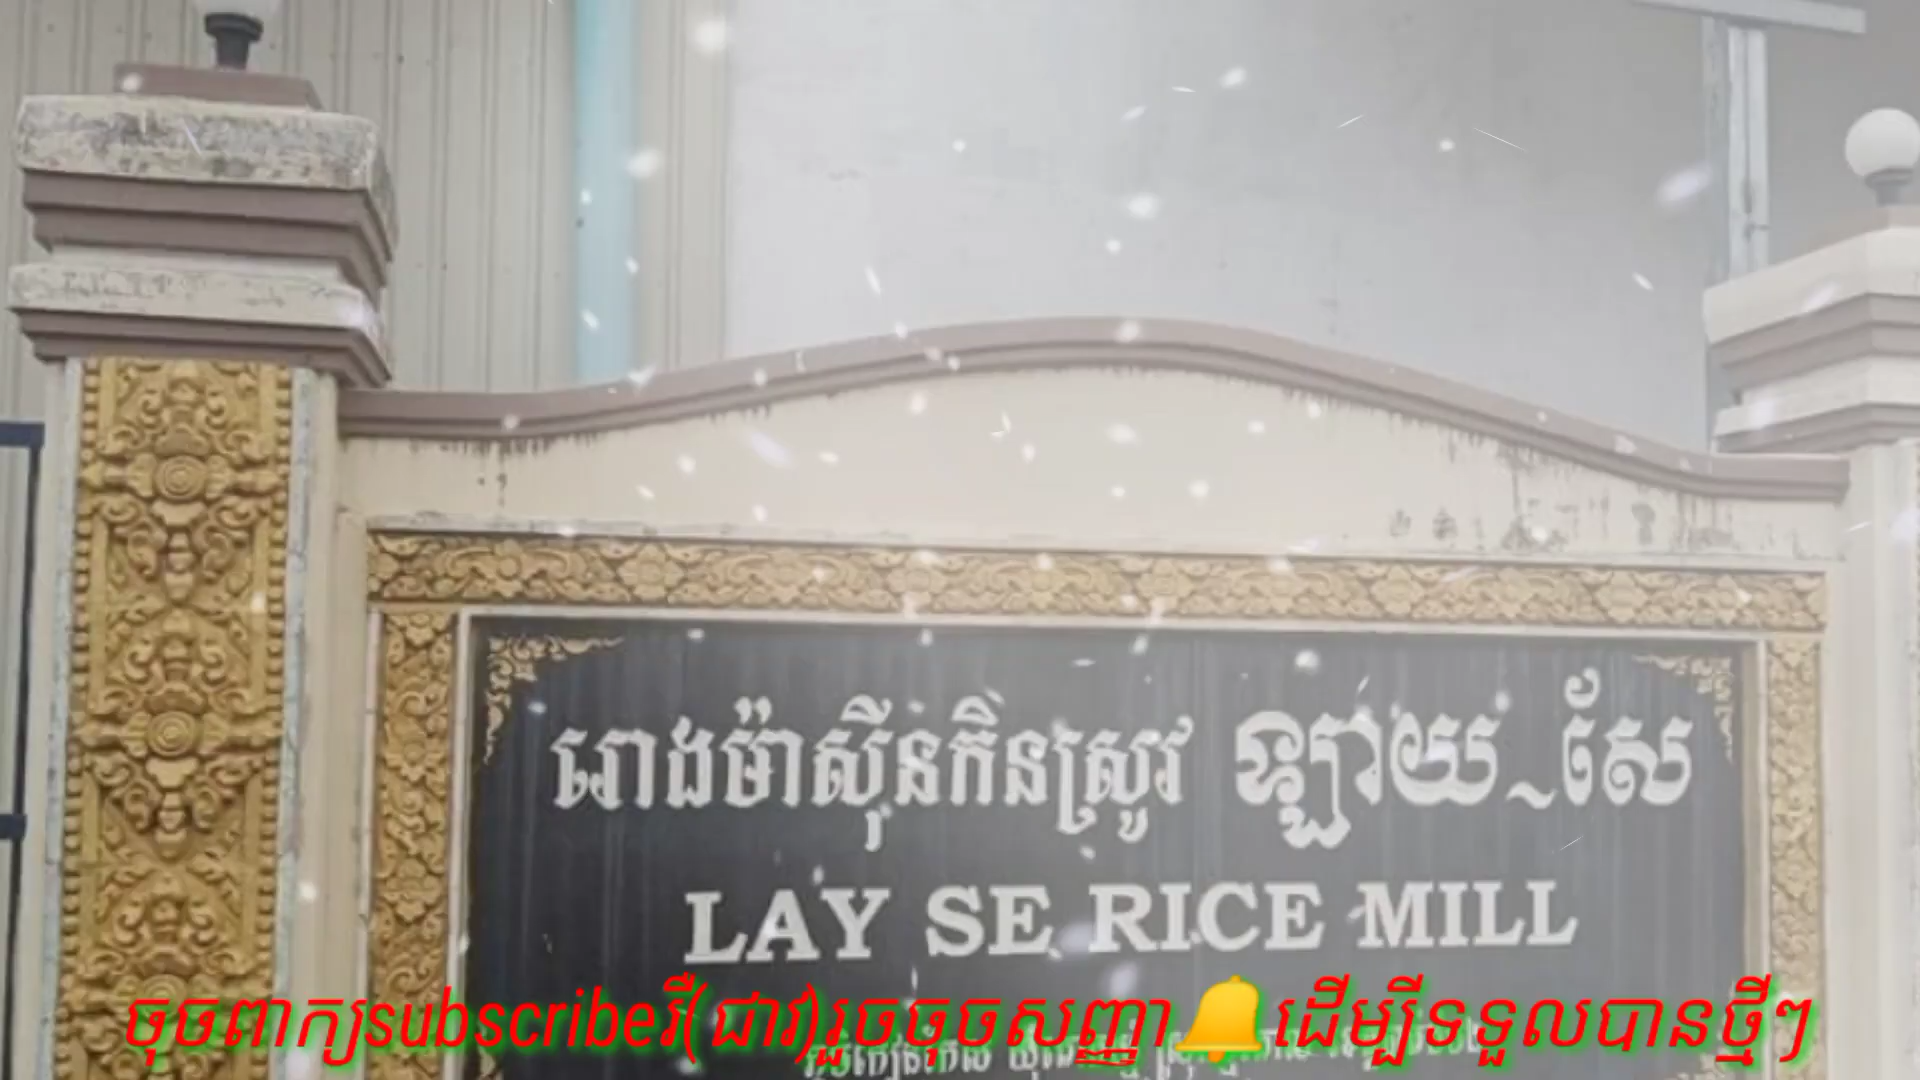 រោងម៉ាស៊ីនកិនស្រូវ ឡាយ~សែ
LAY SE RICE MILL
ចុចពាក្យsubscribeរឺ(ជាវ)រួចចុចសញ្ញា🔔ដើម្បីទទួលបានថ្មីៗ